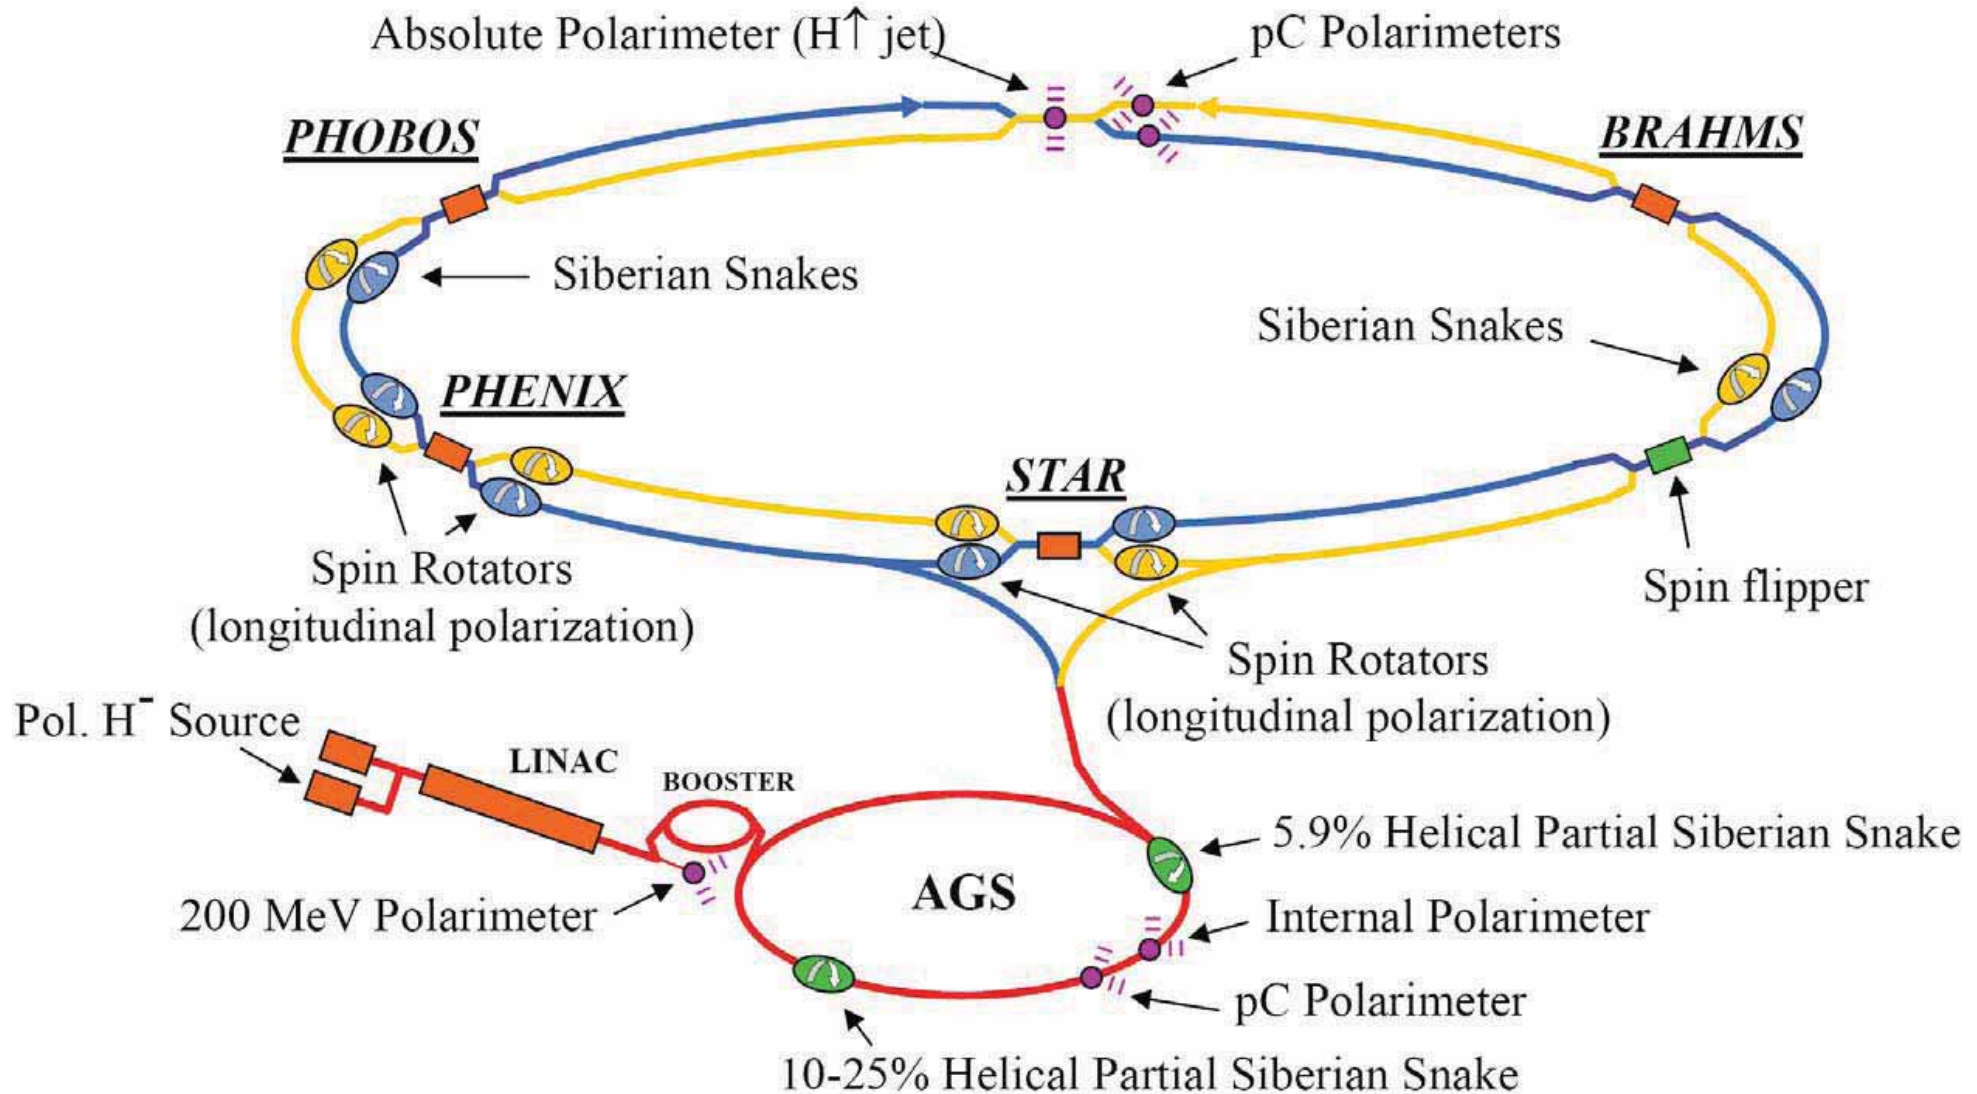 Absolute Polarimeter (H↑ jet)
pC Polarimeters
PHOBOS
BRAHMS
Siberian Snakes
Siberian Snakes
PHENIX
STAR
Spin Rotators
(longitudinal polarization)
Spin flipper
Spin Rotators
(longitudinal polarization)
Pol. H⁻ Source
LINAC
BOOSTER
5.9% Helical Partial Siberian Snake
AGS
200 MeV Polarimeter
Internal Polarimeter
pC Polarimeter
10-25% Helical Partial Siberian Snake